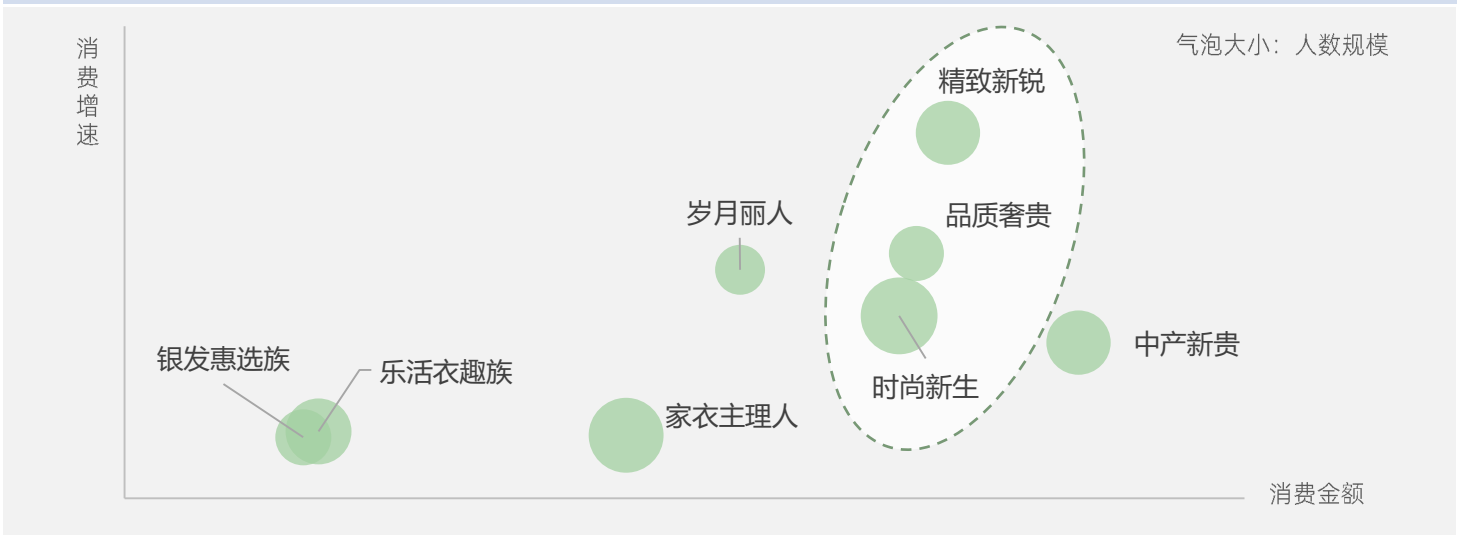 消费增速
气泡大小：人数规模
精致新锐
岁月丽人
品质奢贵
中产新贵
银发惠选族
乐活衣趣族
时尚新生
家衣主理人
消费金额